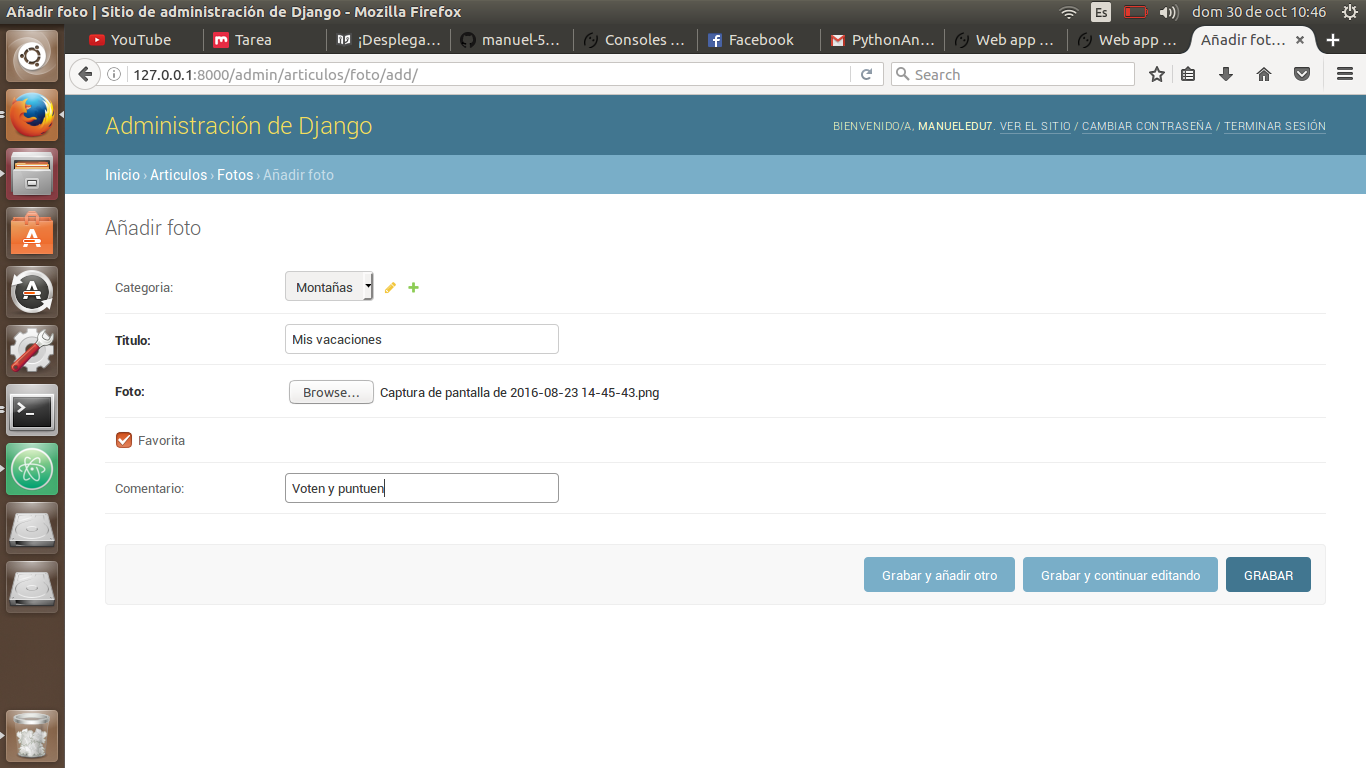 Añadir foto | Sitio de administración de Django - Mozilla Firefox
Es
dom 30 de oct 10:46
YouTube
Tarea
¡Desplega...
manuel-5...
Consoles ...
Facebook
PythonAn...
Web app ...
Web app ...
Añadir fot...
127.0.0.1:8000/admin/articulos/foto/add/
Search
Administración de Django
BIENVENIDO/A, MANUELEDU7. VER EL SITIO / CAMBIAR CONTRASEÑA / TERMINAR SESIÓN
Inicio › Articulos › Fotos › Añadir foto
Añadir foto
Categoria:
Montañas
Titulo:
Mis vacaciones
Foto:
Browse...
Captura de pantalla de 2016-08-23 14-45-43.png
Favorita
Comentario:
Voten y puntuen
Grabar y añadir otro
Grabar y continuar editando
GRABAR